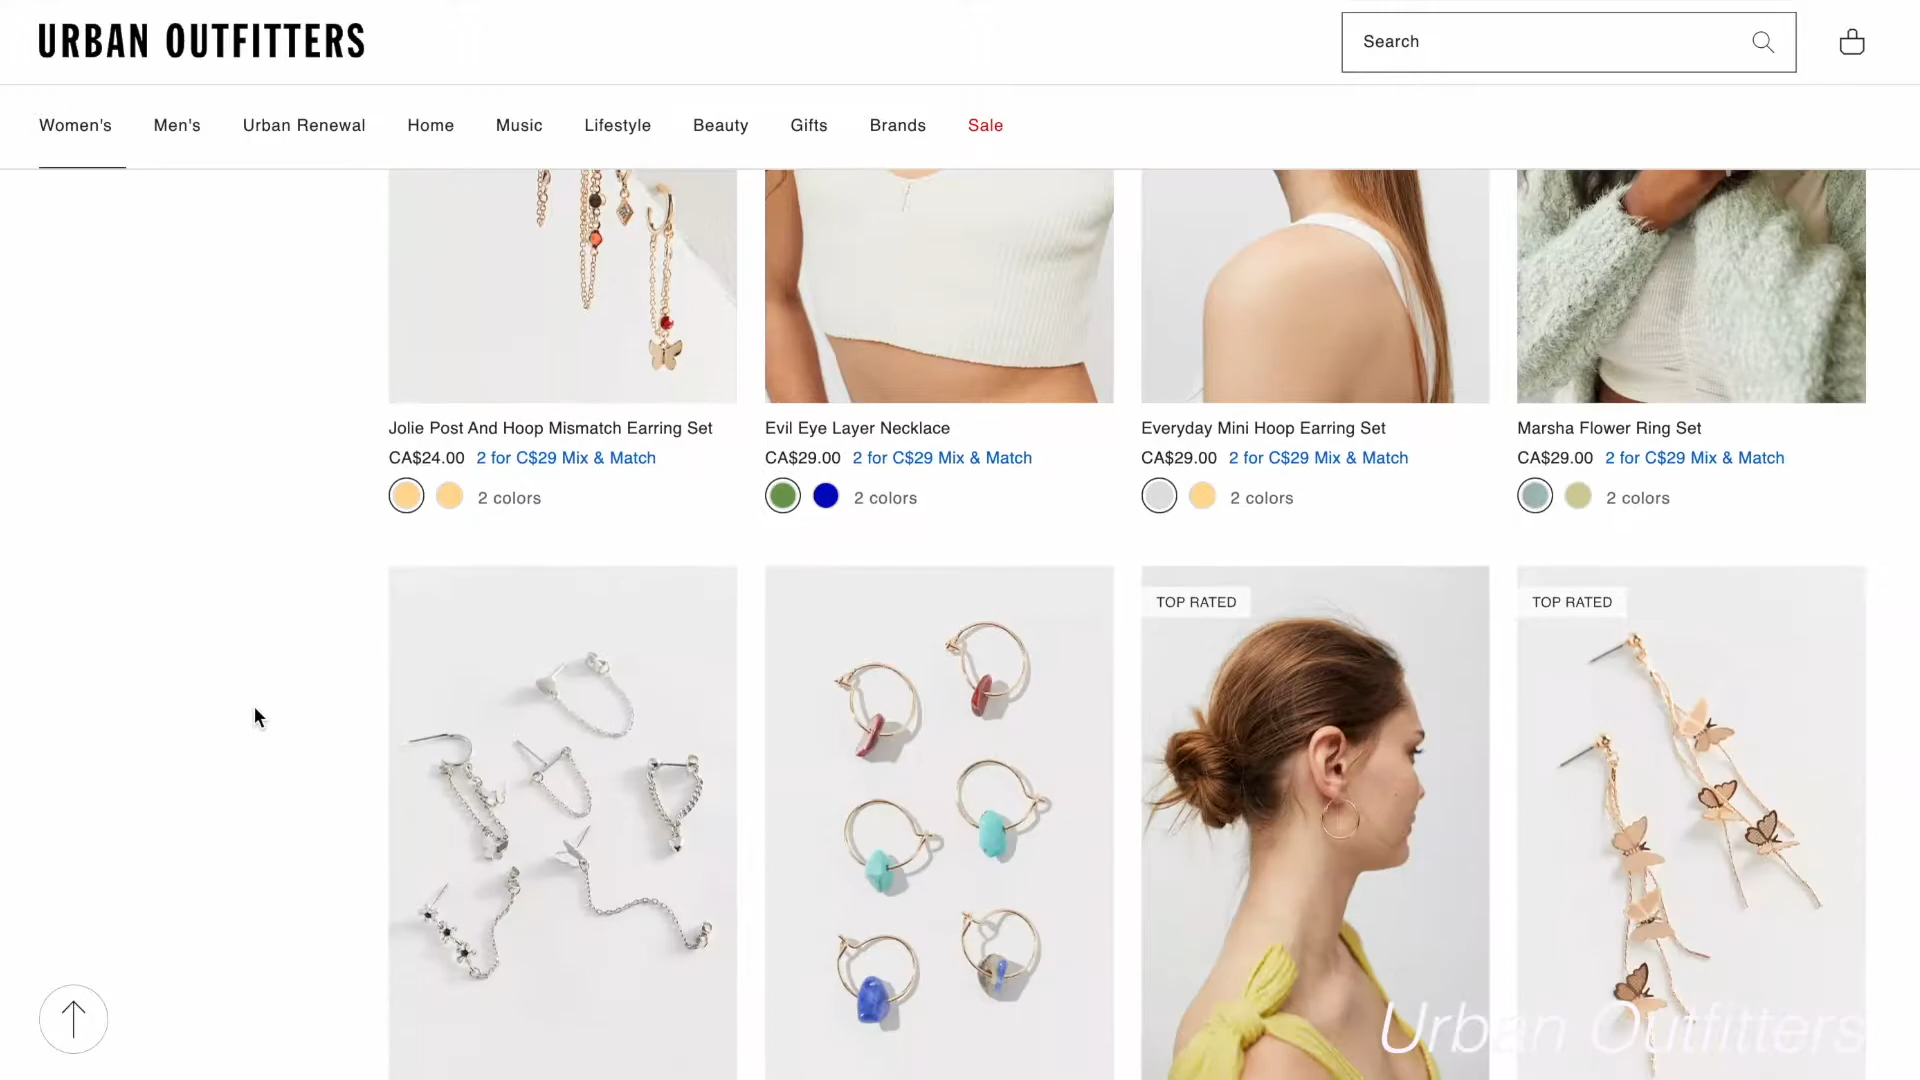 URBAN OUTFITTERS
Search
Women's Men's Urban Renewal Home Music Lifestyle Beauty Gifts Brands Sale
Jolie Post And Hoop Mismatch Earring Set
CA$24.00 2 for C$29 Mix & Match
2 colors
Evil Eye Layer Necklace
CA$29.00 2 for C$29 Mix & Match
2 colors
Everyday Mini Hoop Earring Set
CA$29.00 2 for C$29 Mix & Match
2 colors
Marsha Flower Ring Set
CA$29.00 2 for C$29 Mix & Match
2 colors
TOP RATED
TOP RATED
Urban Outfitters